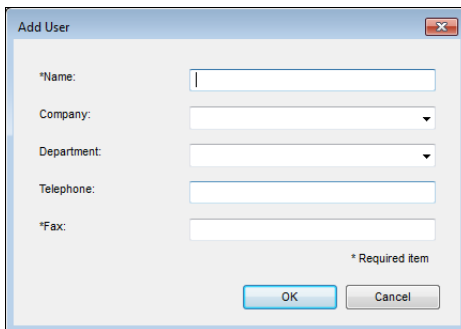 Add User
*Name:
Company:
Department:
Telephone:
*Fax:
* Required item
OK Cancel